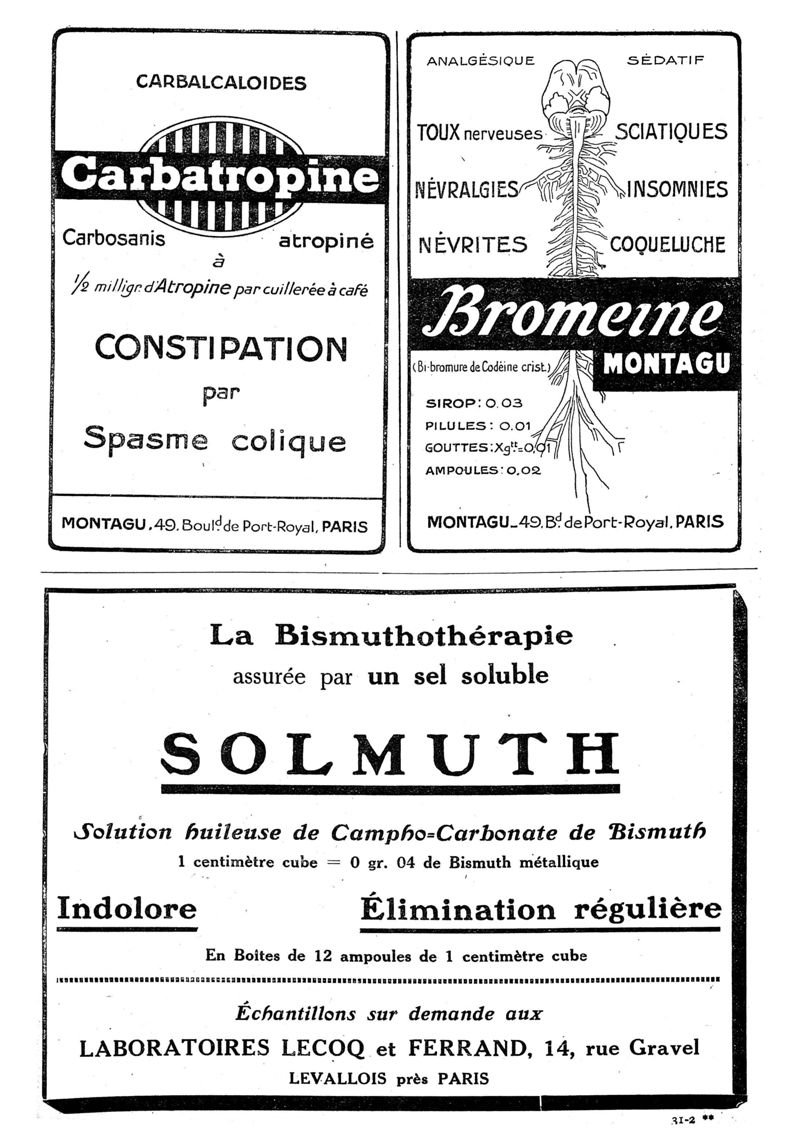 CARBALCALOIDES
Carbatropine
Carbosanis atropiné
à
1/2 milligr. d'Atropine par cuillerée à café
CONSTIPATION
par
Spasme colique
MONTAGU, 49, Boulᵈ de Port-Royal, PARIS
ANALGÉSIQUE SÉDATIF
TOUX nerveuses SCIATIQUES
NÉVRALGIES INSOMNIES
NÉVRITES COQUELUCHE
Bromeine
MONTAGU
(Bi-bromure de Codéine crist.)
SIROP: 0.03
PILULES: 0.01
GOUTTES: Xgᵗᵗ=0,01
AMPOULES: 0,02
MONTAGU_49, Bᵈ de Port-Royal, PARIS
La Bismuthothérapie
assurée par un sel soluble
SOLMUTH
Solution huileuse de Campho=Carbonate de Bismuth
1 centimètre cube = 0 gr. 04 de Bismuth métallique
Indolore Élimination régulière
En Boites de 12 ampoules de 1 centimètre cube
Échantillons sur demande aux
LABORATOIRES LECOQ et FERRAND, 14, rue Gravel
LEVALLOIS près PARIS
31-2 **